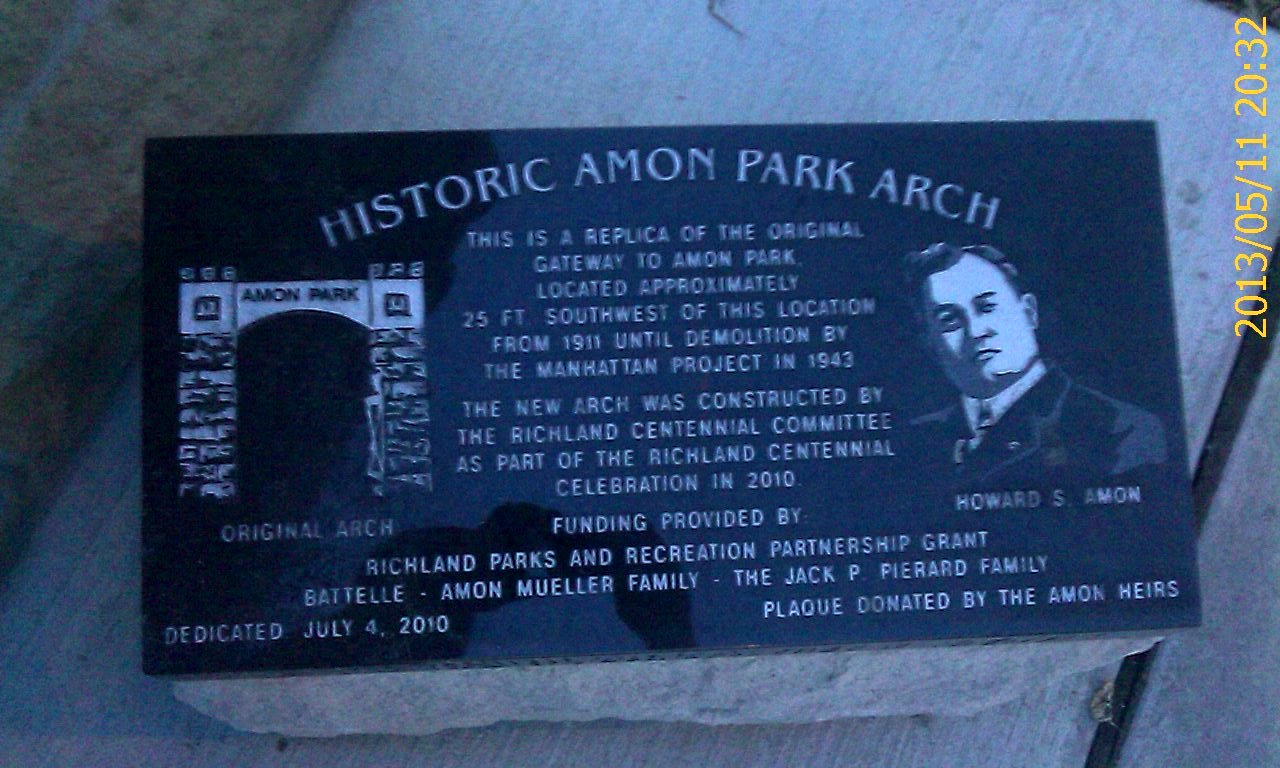 HISTORIC AMON PARK ARCH
THIS IS A REPLICA OF THE ORIGINAL
GATEWAY TO AMON PARK,
LOCATED APPROXIMATELY
25 FT. SOUTHWEST OF THIS LOCATION
FROM 1911 UNTIL DEMOLITION BY
THE MANHATTAN PROJECT IN 1943
THE NEW ARCH WAS CONSTRUCTED BY
THE RICHLAND CENTENNIAL COMMITTEE
AS PART OF THE RICHLAND CENTENNIAL
CELEBRATION IN 2010.
AMON PARK
ORIGINAL ARCH
HOWARD S. AMON
FUNDING PROVIDED BY:
RICHLAND PARKS AND RECREATION PARTNERSHIP GRANT
BATTELLE - AMON MUELLER FAMILY - THE JACK P. PIERARD FAMILY
DEDICATED JULY 4, 2010
PLAQUE DONATED BY THE AMON HEIRS
2013/05/11 20:32